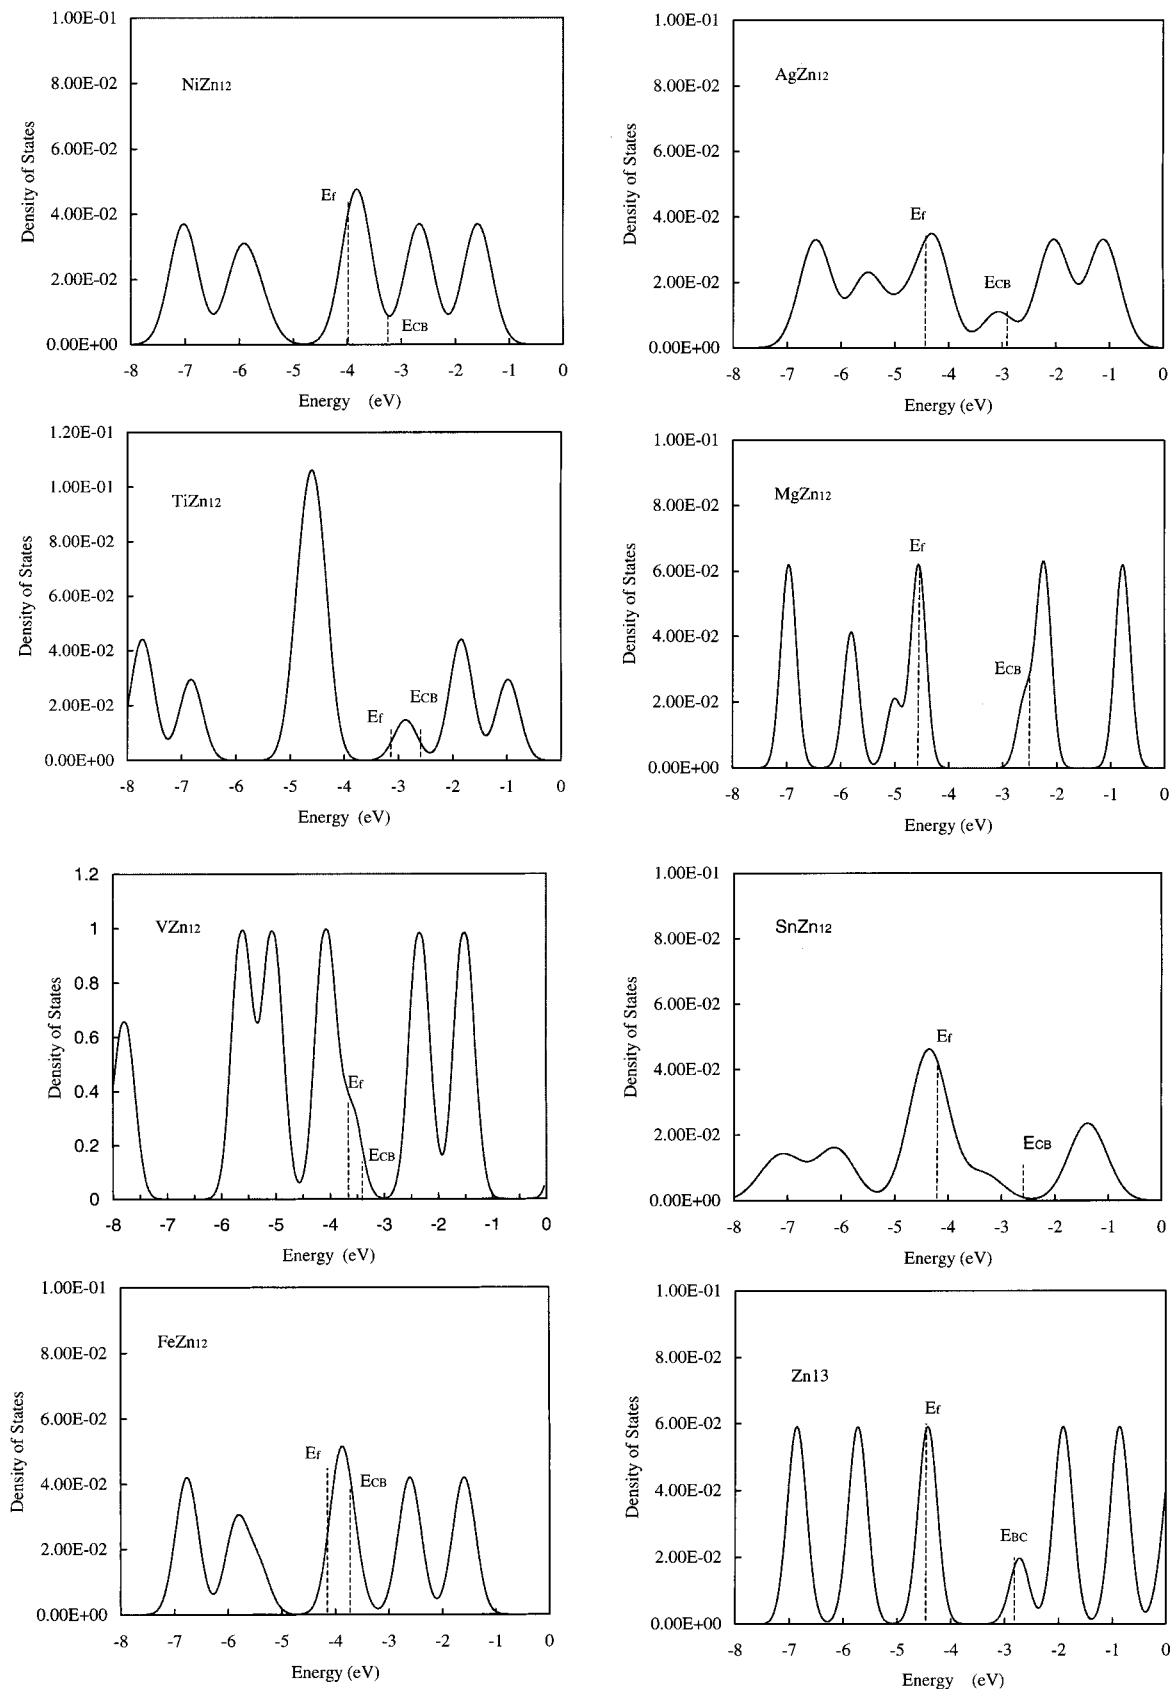 1.00E-01
8.00E-02
6.00E-02
4.00E-02
2.00E-02
0.00E+00
Density of States
NiZn12
Ef
ECB
-8 -7 -6 -5 -4 -3 -2 -1 0
Energy (eV)
1.00E-01
8.00E-02
6.00E-02
4.00E-02
2.00E-02
0.00E+00
Density of States
AgZn12
Ef
ECB
-8 -7 -6 -5 -4 -3 -2 -1 0
Energy (eV)
1.20E-01
1.00E-01
8.00E-02
6.00E-02
4.00E-02
2.00E-02
0.00E+00
Density of States
TiZn12
Ef
ECB
-8 -7 -6 -5 -4 -3 -2 -1 0
Energy (eV)
1.00E-01
8.00E-02
6.00E-02
4.00E-02
2.00E-02
0.00E+00
Density of States
MgZn12
Ef
ECB
-8 -7 -6 -5 -4 -3 -2 -1 0
Energy (eV)
1.2
1
0.8
0.6
0.4
0.2
0
Density of States
VZn12
Ef
ECB
-8 -7 -6 -5 -4 -3 -2 -1 0
Energy (eV)
1.00E-01
8.00E-02
6.00E-02
4.00E-02
2.00E-02
0.00E+00
Density of States
SnZn12
Ef
ECB
-8 -7 -6 -5 -4 -3 -2 -1 0
Energy (eV)
1.00E-01
8.00E-02
6.00E-02
4.00E-02
2.00E-02
0.00E+00
Density of States
FeZn12
Ef
ECB
-8 -7 -6 -5 -4 -3 -2 -1 0
Energy (eV)
1.00E-01
8.00E-02
6.00E-02
4.00E-02
2.00E-02
0.00E+00
Density of States
Zn13
Ef
EBC
-8 -7 -6 -5 -4 -3 -2 -1 0
Energy (eV)